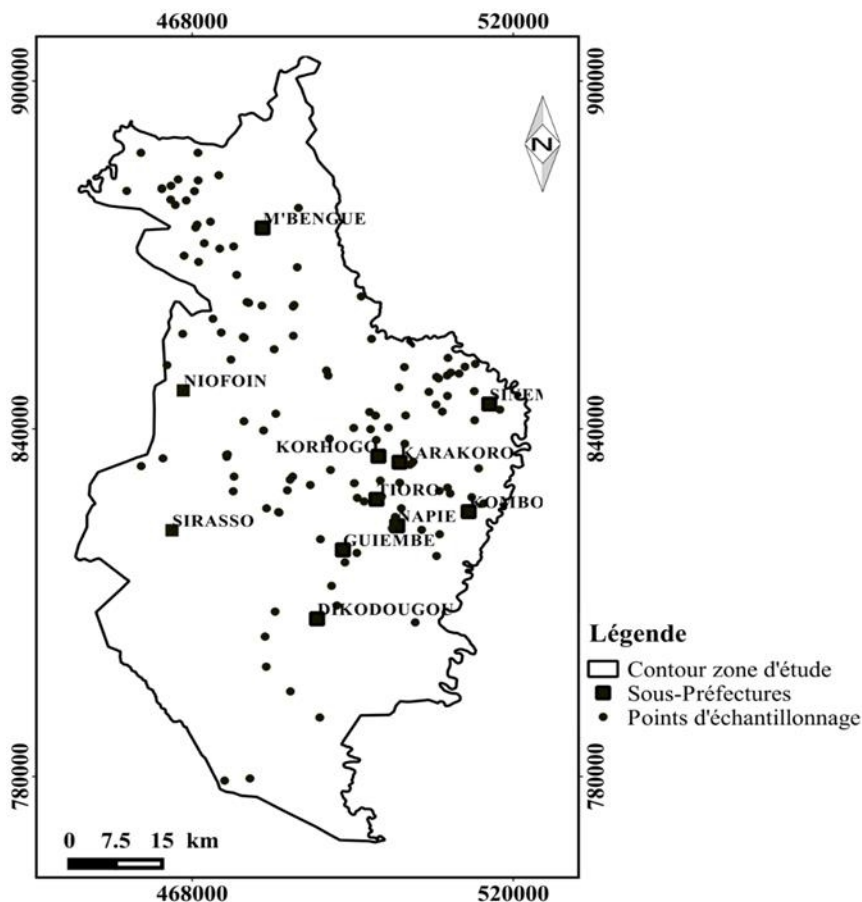 468000 520000
900000 900000
N
M'BENGUE
NIOFOIN
SINEM
840000 840000
KORHOGO
KARAKORO
TIORO
KOMBO
SIRASSO
NAPIE
GUIEMBE
DIKODOUGOU
Légende
Contour zone d'étude
Sous-Préfectures
Points d'échantillonnage
780000 780000
0 7.5 15 km
468000 520000